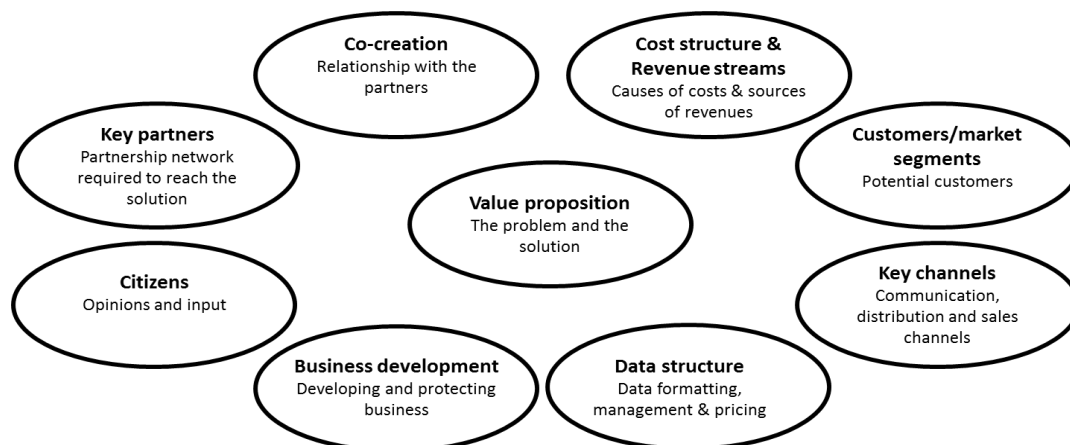 Co-creation
Relationship with the
partners
Cost structure &
Revenue streams
Causes of costs & sources
of revenues
Key partners
Partnership network
required to reach the
solution
Customers/market
segments
Potential customers
Value proposition
The problem and the
solution
Citizens
Opinions and input
Key channels
Communication,
distribution and sales
channels
Business development
Developing and protecting
business
Data structure
Data formatting,
management & pricing